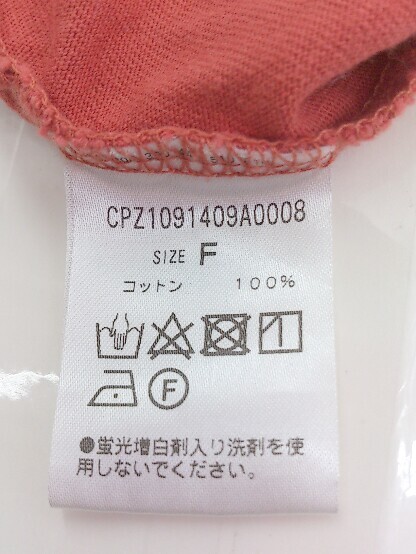 CPZ1091409A0008
SIZE F
コットン 100%
F
●蛍光増白剤入り洗剤を使
用しないでください。